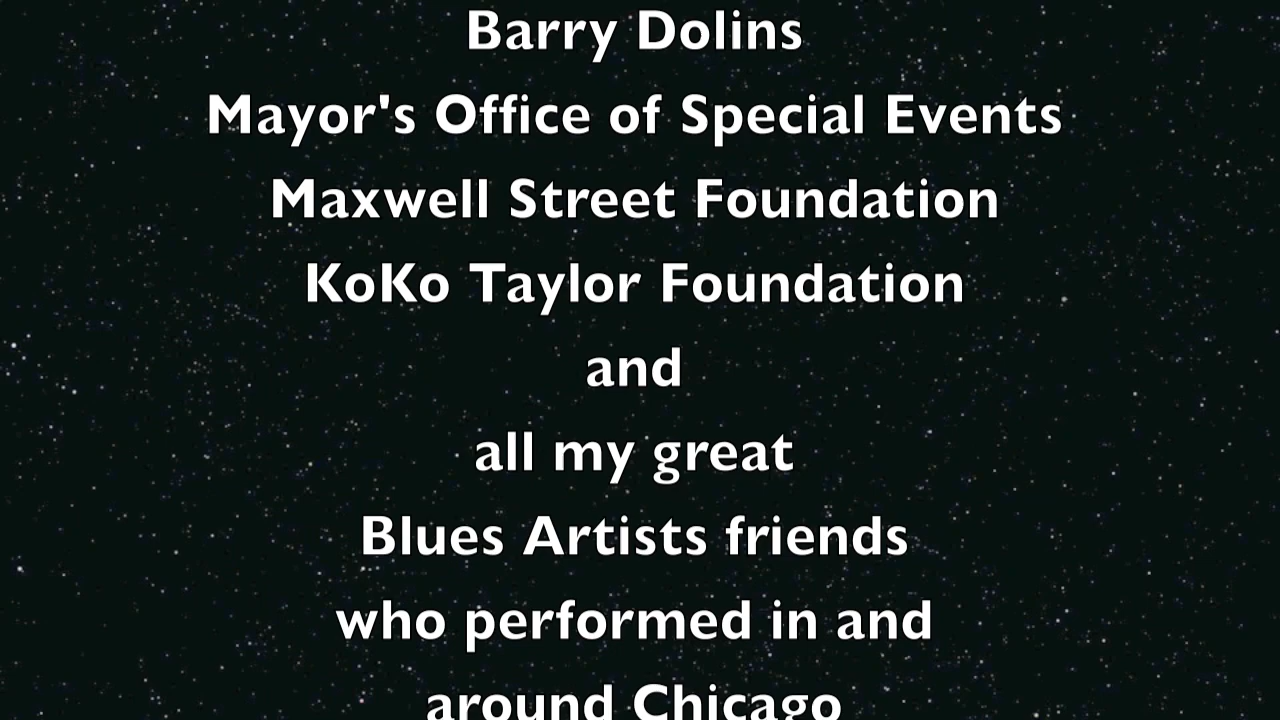 Barry Dolins
Mayor's Office of Special Events
Maxwell Street Foundation
KoKo Taylor Foundation
and
all my great
Blues Artists friends
who performed in and
around Chicago